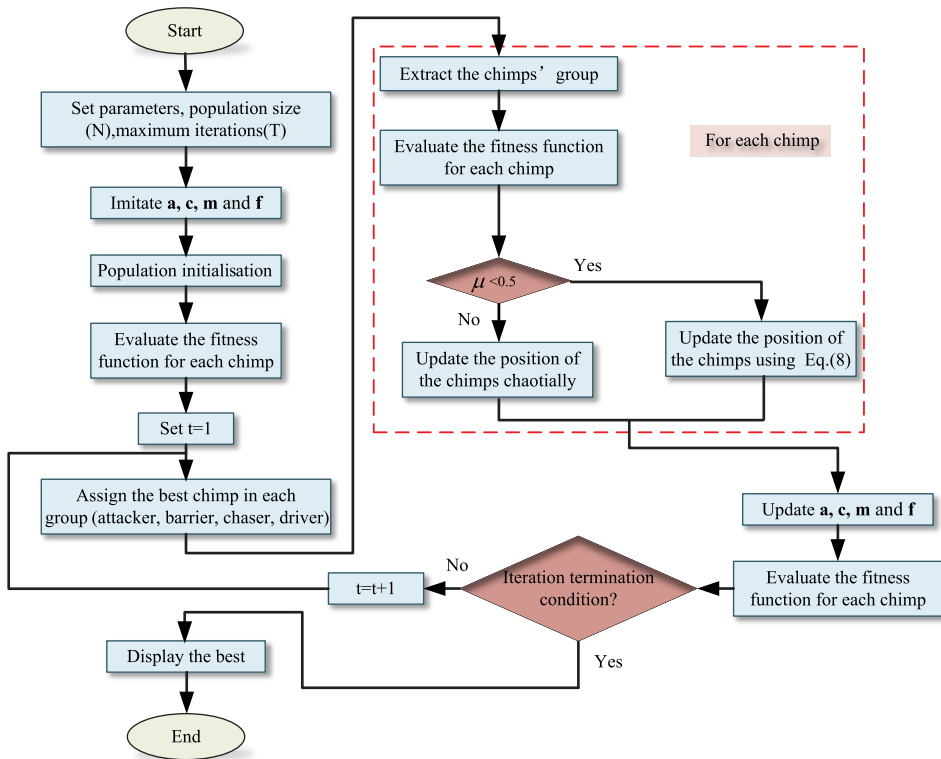 Start
Set parameters, population size
(N),maximum iterations(T)
Imitate a, c, m and f
Population initialisation
Evaluate the fitness
function for each chimp
Set t=1
Assign the best chimp in each
group (attacker, barrier, chaser, driver)
Extract the chimps’ group
Evaluate the fitness function
for each chimp
For each chimp
μ <0.5
Yes
No
Update the position of
the chimps chaotially
Update the position of
the chimps using Eq.(8)
Update a, c, m and f
Evaluate the fitness
function for each chimp
Iteration termination
condition?
No
t=t+1
Yes
Display the best
End